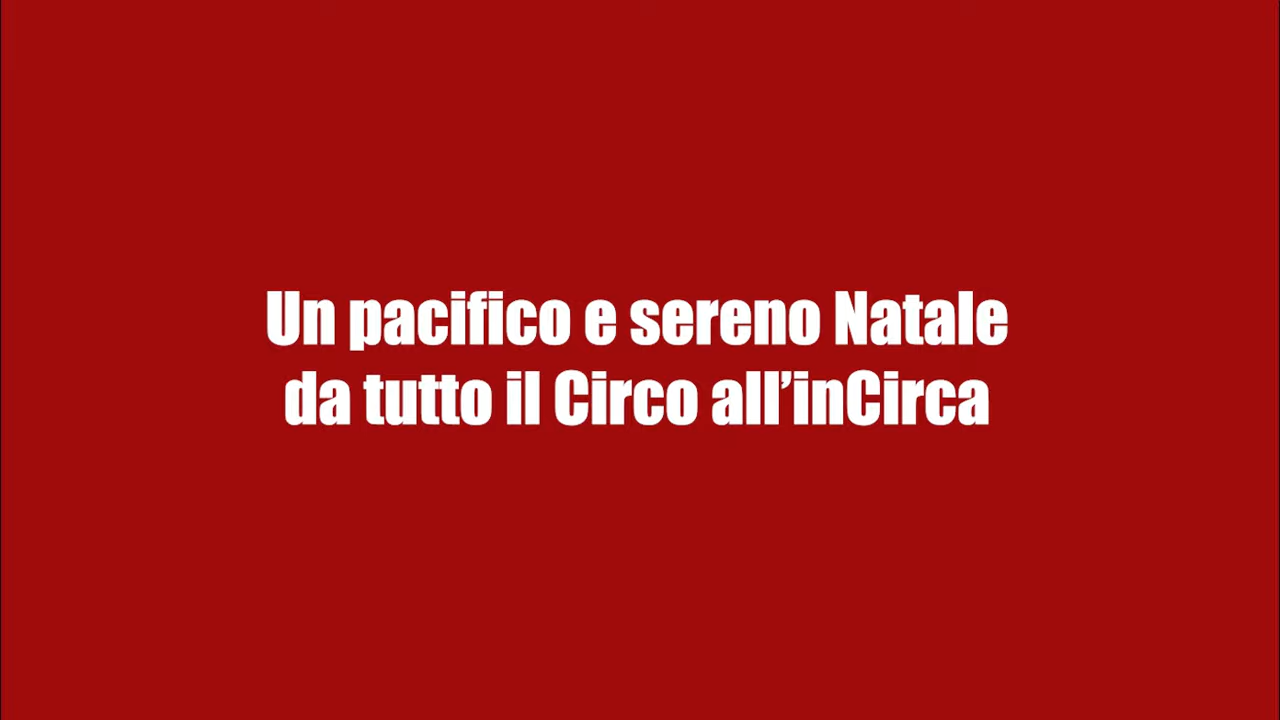 Un pacifico e sereno Natale
da tutto il Circo all’inCirca